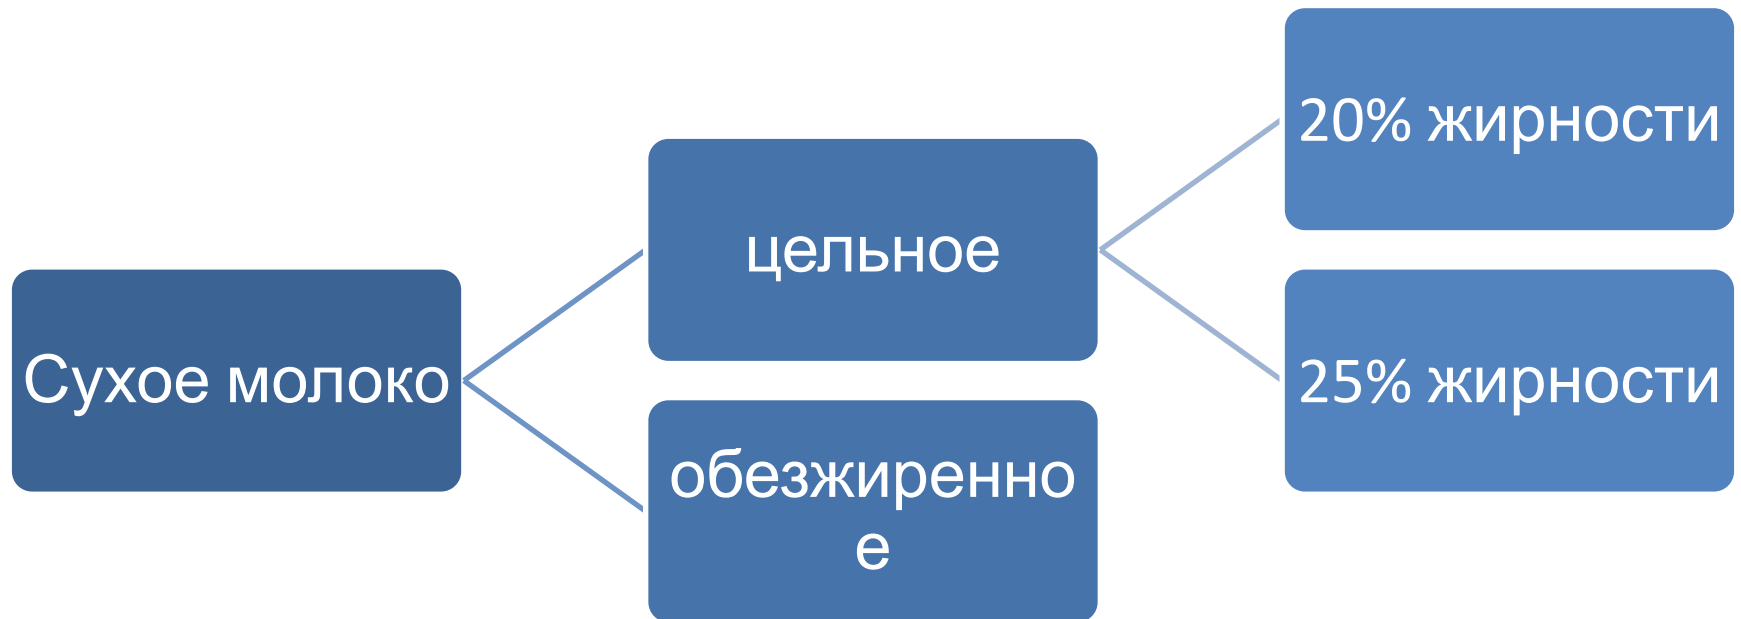 Сухое молоко
цельное
20% жирности
25% жирности
обезжиренно
е